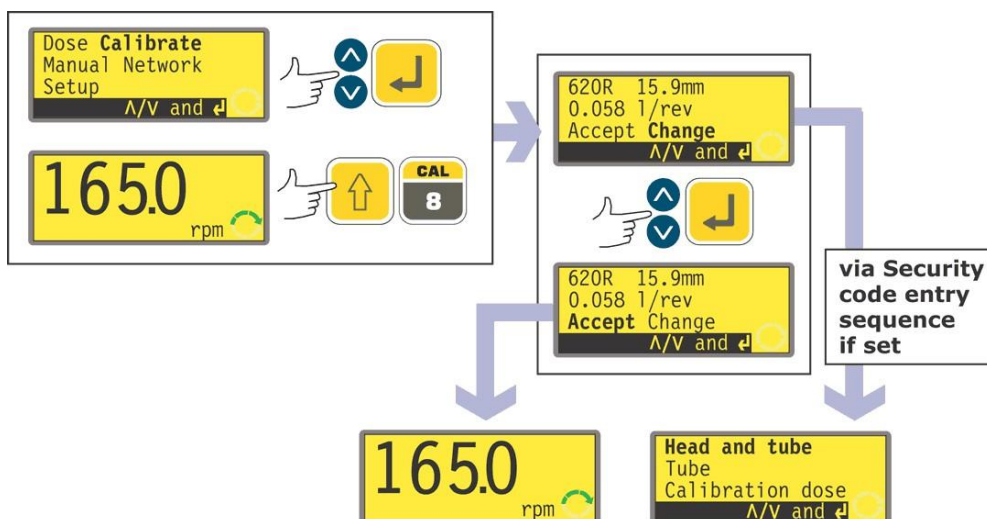 Dose Calibrate
Manual Network
Setup
∧/∨ and ↲
165.0
rpm
CAL
8
620R 15.9mm
0.058 l/rev
Accept Change
∧/∨ and ↲
620R 15.9mm
0.058 l/rev
Accept Change
∧/∨ and ↲
via Security
code entry
sequence
if set
165.0
rpm
Head and tube
Tube
Calibration dose
∧/∨ and ↲